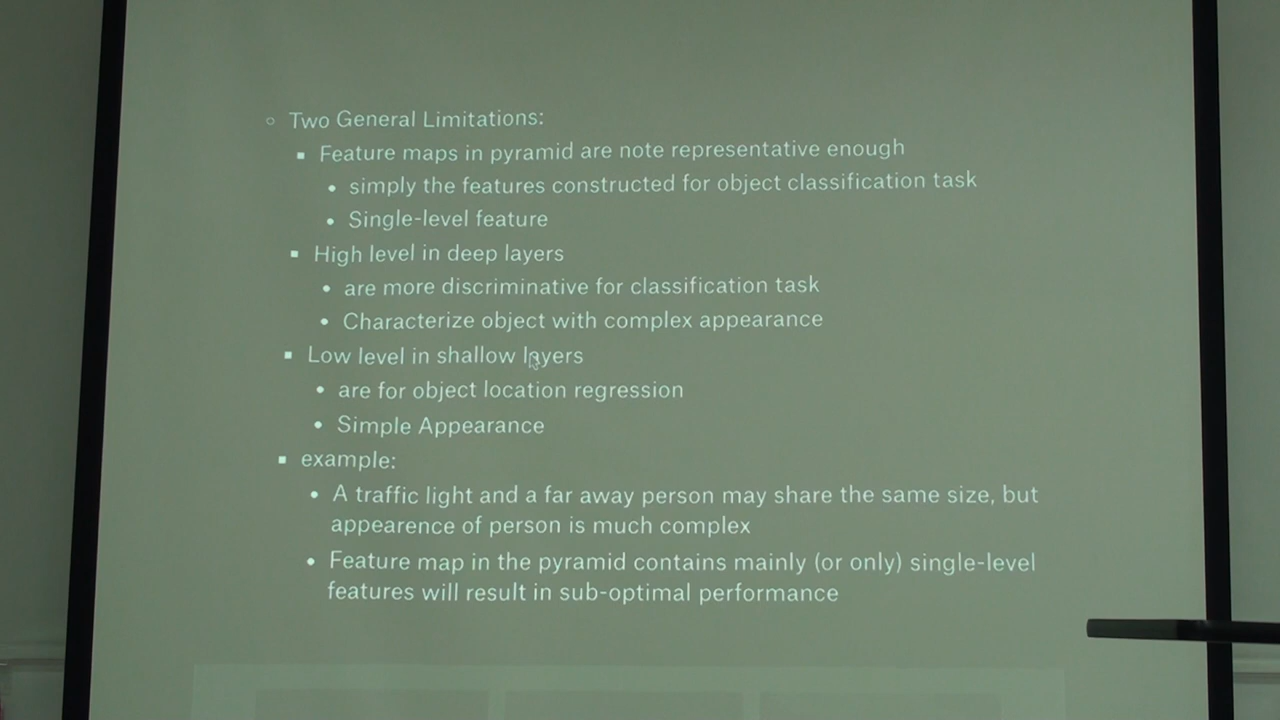 Two General Limitations:
Feature maps in pyramid are note representative enough
simply the features constructed for object classification task
Single-level feature
High level in deep layers
are more discriminative for classification task
Characterize object with complex appearance
Low level in shallow layers
are for object location regression
Simple Appearance
example:
A traffic light and a far away person may share the same size, but
appearence of person is much complex
Feature map in the pyramid contains mainly (or only) single-level
features will result in sub-optimal performance